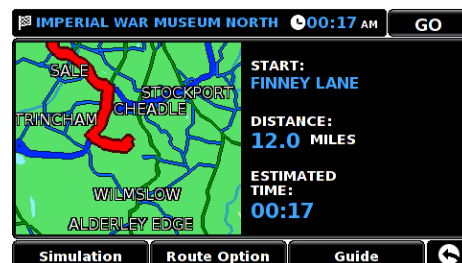 IMPERIAL WAR MUSEUM NORTH 00:17 AM GO
START:
FINNEY LANE
DISTANCE:
12.0 MILES
ESTIMATED
TIME:
00:17
SALE
STOCKPORT
CHEADLE
TRINCHAM
WILMSLOW
ALDERLEY EDGE
Simulation Route Option Guide